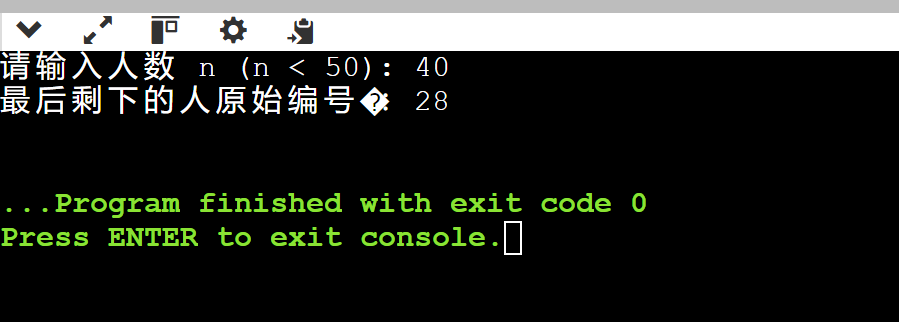 请输入人数 n (n < 50): 40
最后剩下的人原始编号�: 28
...Program finished with exit code 0
Press ENTER to exit console.